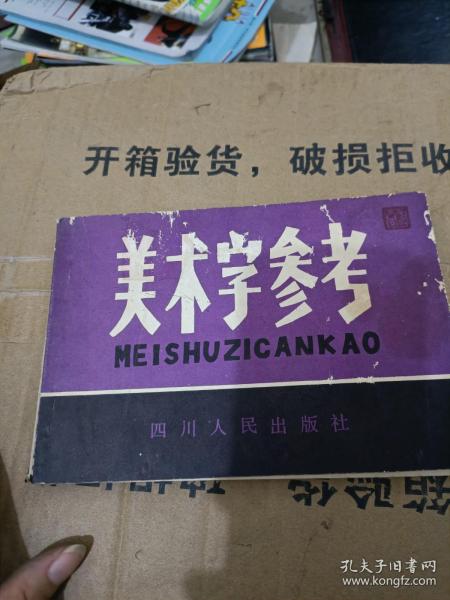 开箱验货，破损拒收
美术字参考
MEISHUZICANKAO
四川人民出版社
孔夫子旧书网
www.kongfz.com